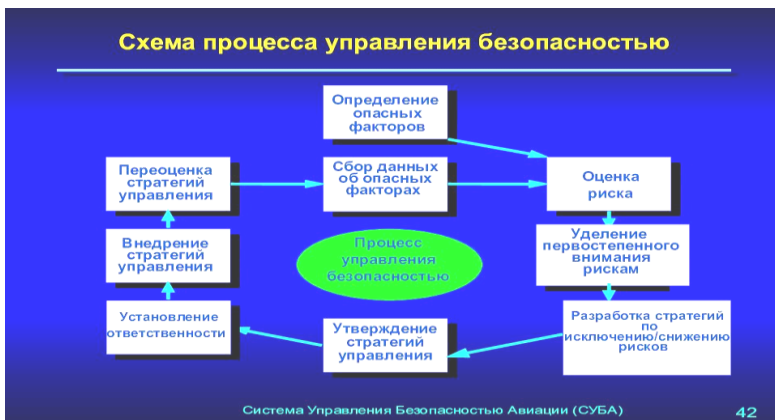 Схема процесса управления безопасностью
Определение
опасных
факторов
Переоценка
стратегий
управления
Сбор данных
об опасных
факторах
Оценка
риска
Внедрение
стратегий
управления
Процесс
управления
безопасностью
Уделение
первостепенного
внимания
рискам
Установление
ответственности
Утверждение
стратегий
управления
Разработка стратегий
по
исключению/снижению
рисков
Система Управления Безопасностью Авиации (СУБА)
42